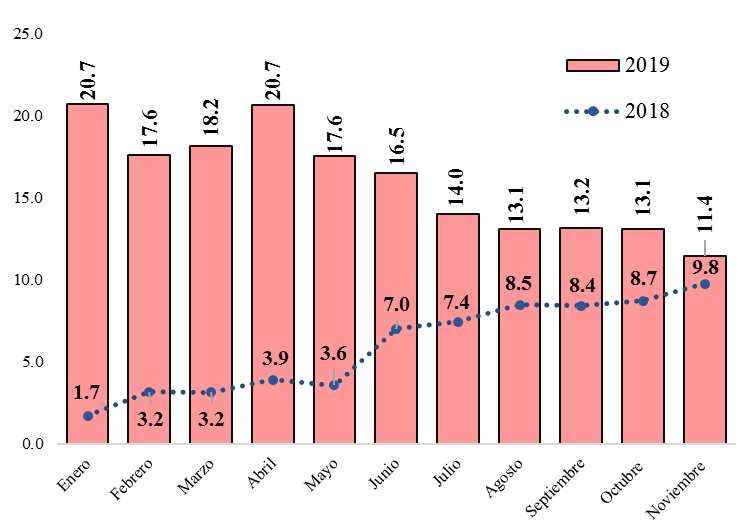 25.0
20.0
15.0
10.0
5.0
0.0
2019
2018
20.7
17.6
18.2
20.7
17.6
16.5
14.0
13.1
13.2
13.1
11.4
1.7
3.2
3.2
3.9
3.6
7.0
7.4
8.5
8.4
8.7
9.8
Enero
Febrero
Marzo
Abril
Mayo
Junio
Julio
Agosto
Septiembre
Octubre
Noviembre